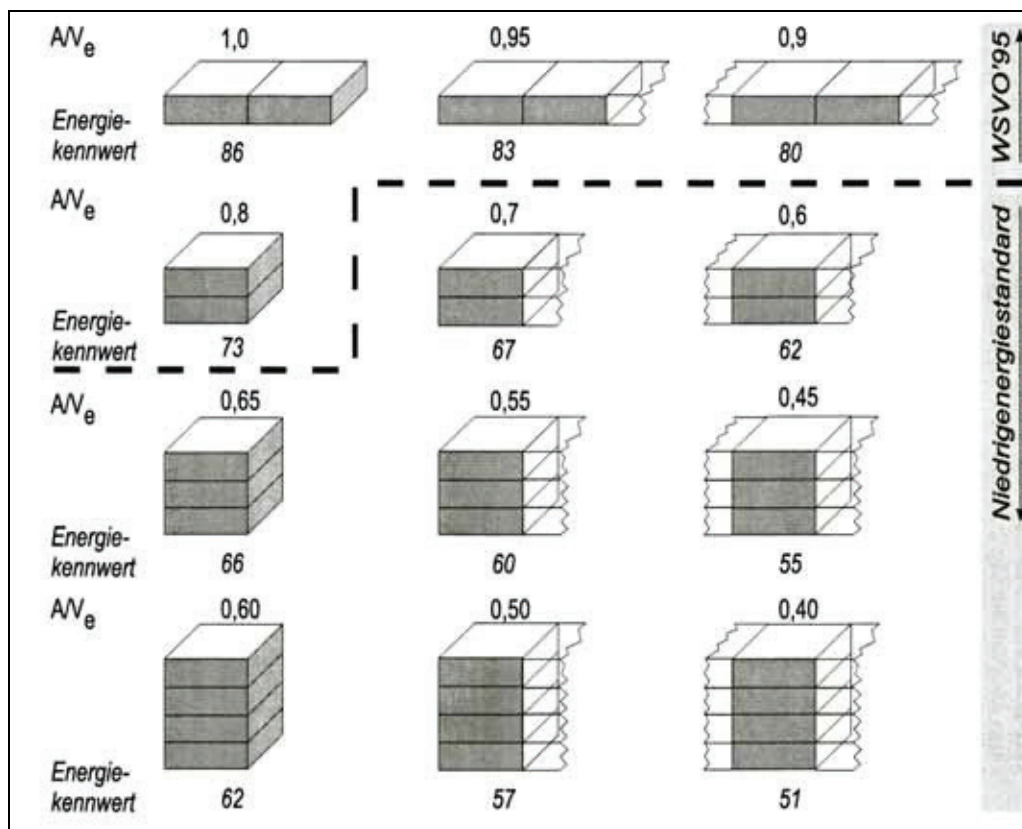 A/Ve 1,0 0,95 0,9
Energie-
kennwert 86 83 80
A/Ve 0,8 0,7 0,6
Energie-
kennwert 73 67 62
A/Ve 0,65 0,55 0,45
Energie-
kennwert 66 60 55
A/Ve 0,60 0,50 0,40
Energie-
kennwert 62 57 51
WSVO'95
Niedrigenergiestandard